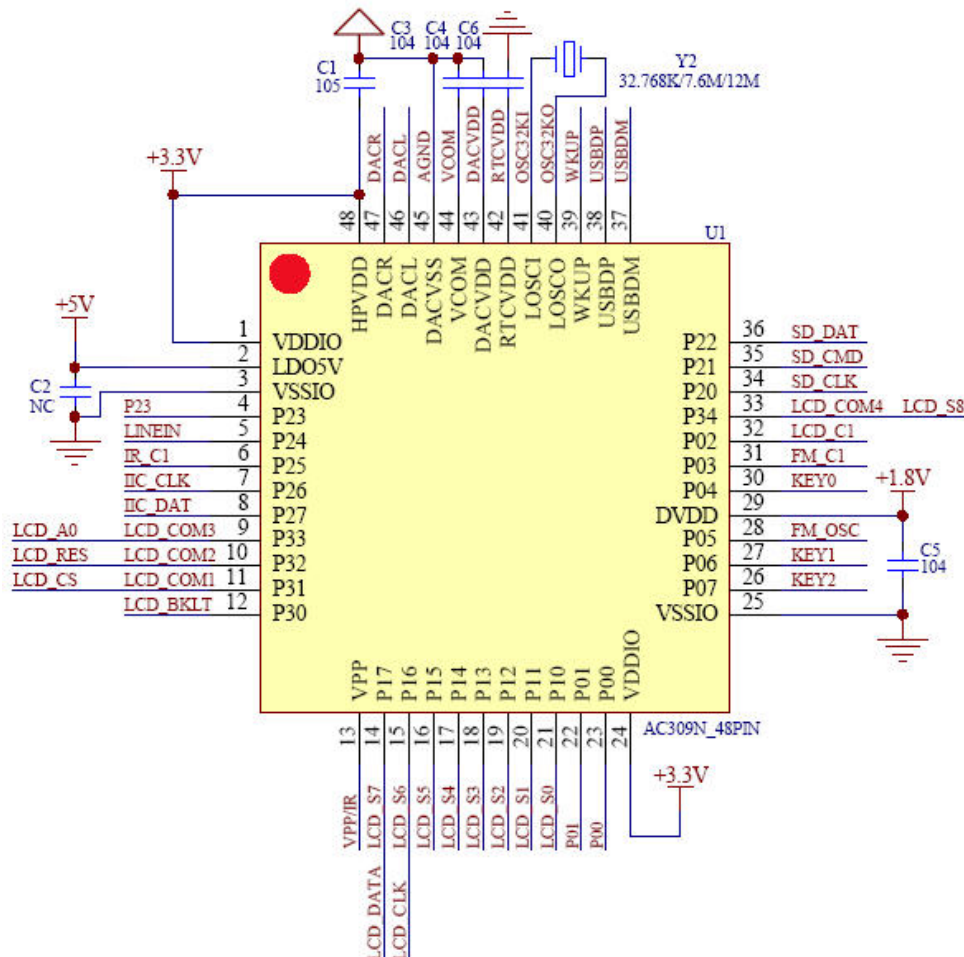 C3 C4 C6
104 104 104
C1
105
Y2
32.768K/7.6M/12M
DACR
DACL
AGND
VCOM
DACVDD
RTCVDD
OSC32KI
OSC32KO
WKUP
USBDP
USBDM
+3.3V
48 47 46 45 44 43 42 41 40 39 38 37
U1
HPVDD
DACR
DACL
DACVSS
VCOM
DACVDD
RTCVDD
LOSCI
LOSCO
WKUP
USBDP
USBDM
+5V
C2
NC
1 VDDIO
2 LDO5V
3 VSSIO
P23 4 P23
LINEIN 5 P24
IR_C1 6 P25
IIC_CLK 7 P26
IIC_DAT 8 P27
LCD_A0 LCD_COM3 9 P33
LCD_RES LCD_COM2 10 P32
LCD_CS LCD_COM1 11 P31
LCD_BKLT 12 P30
P22 36 SD_DAT
P21 35 SD_CMD
P20 34 SD_CLK
P34 33 LCD_COM4 LCD_S8
P02 32 LCD_C1
P03 31 FM_C1
P04 30 KEY0
DVDD 29
+1.8V
P05 28 FM_OSC
P06 27 KEY1
P07 26 KEY2
VSSIO 25
C5
104
VPP
P17
P16
P15
P14
P13
P12
P11
P10
P01
P00
VDDIO
13 14 15 16 17 18 19 20 21 22 23 24
AC309N_48PIN
+3.3V
VPP/IR
LCD_S7
LCD_S6
LCD_S5
LCD_S4
LCD_S3
LCD_S2
LCD_S1
LCD_S0
P01
P00
LCD_DATA
LCD_CLK